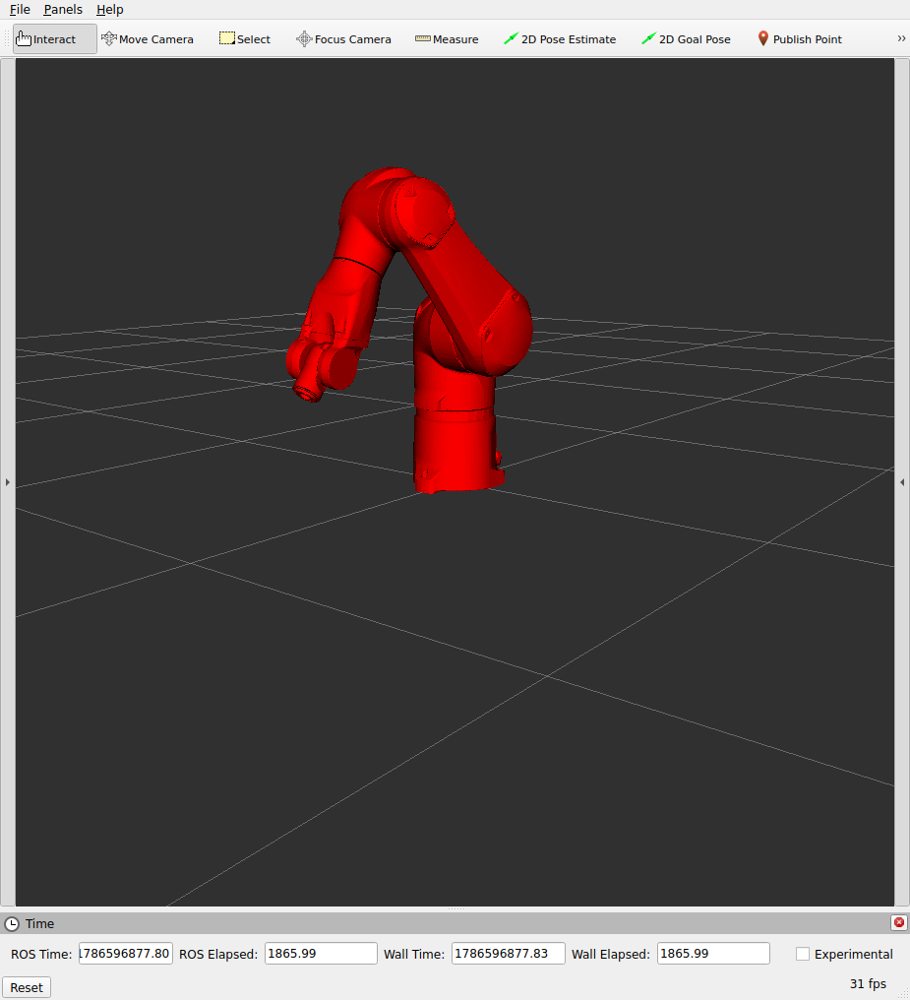 File Panels Help
Interact Move Camera Select Focus Camera Measure 2D Pose Estimate 2D Goal Pose Publish Point »
Time
ROS Time: 1786596877.80 ROS Elapsed: 1865.99 Wall Time: 1786596877.83 Wall Elapsed: 1865.99 Experimental
Reset 31 fps